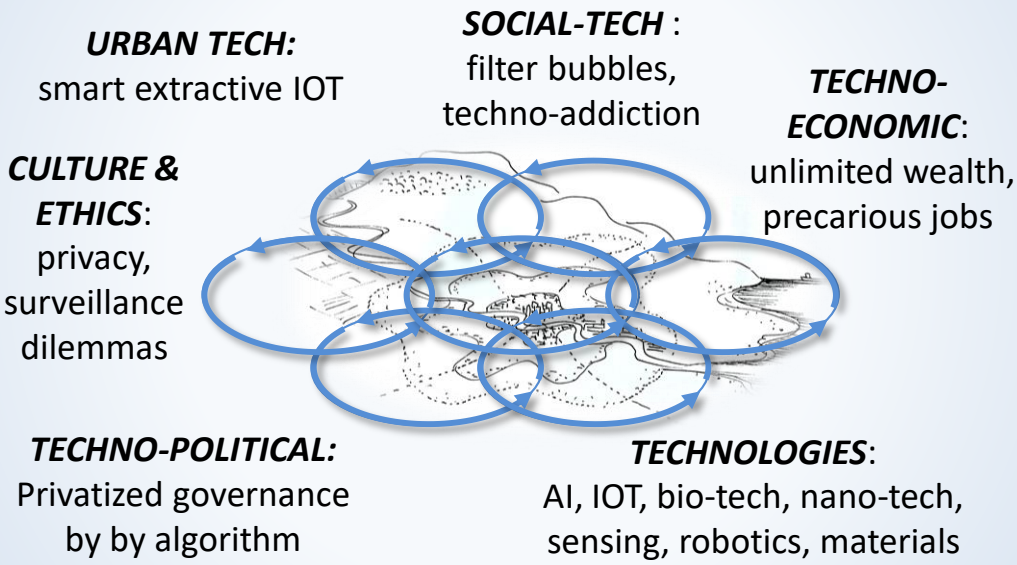 URBAN TECH:
smart extractive IOT
SOCIAL-TECH :
filter bubbles,
techno-addiction
TECHNO-
ECONOMIC:
unlimited wealth,
precarious jobs
CULTURE &
ETHICS:
privacy,
surveillance
dilemmas
TECHNO-POLITICAL:
Privatized governance
by by algorithm
TECHNOLOGIES:
AI, IOT, bio-tech, nano-tech,
sensing, robotics, materials